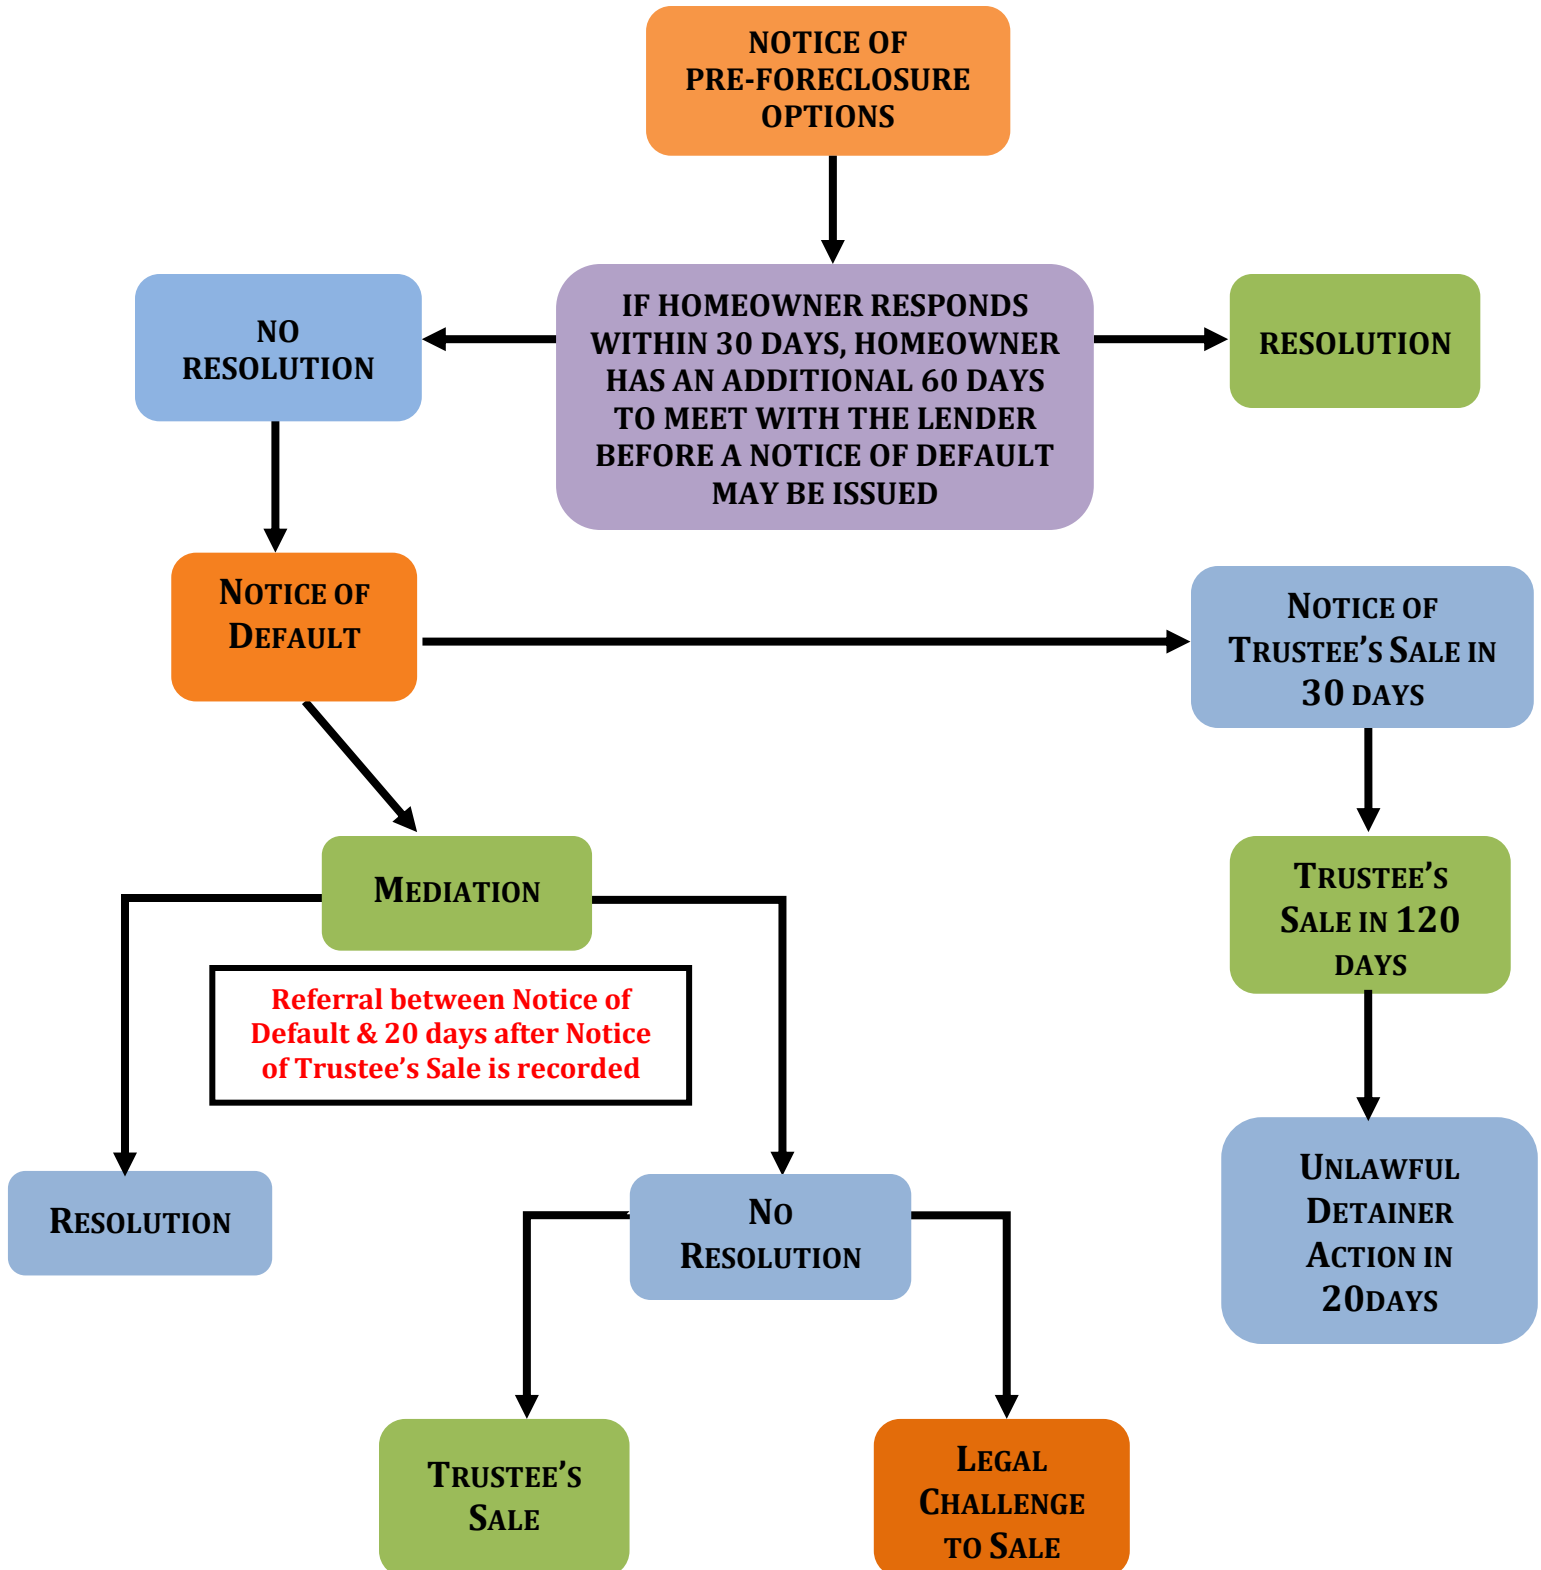 NOTICE OF
PRE-FORECLOSURE
OPTIONS
NO
RESOLUTION
IF HOMEOWNER RESPONDS
WITHIN 30 DAYS, HOMEOWNER
HAS AN ADDITIONAL 60 DAYS
TO MEET WITH THE LENDER
BEFORE A NOTICE OF DEFAULT
MAY BE ISSUED
RESOLUTION
NOTICE OF
DEFAULT
NOTICE OF
TRUSTEE’S SALE IN
30 DAYS
MEDIATION
TRUSTEE’S
SALE IN 120
DAYS
Referral between Notice of
Default & 20 days after Notice
of Trustee’s Sale is recorded
RESOLUTION
NO
RESOLUTION
UNLAWFUL
DETAINER
ACTION IN
20DAYS
TRUSTEE’S
SALE
LEGAL
CHALLENGE
TO SALE